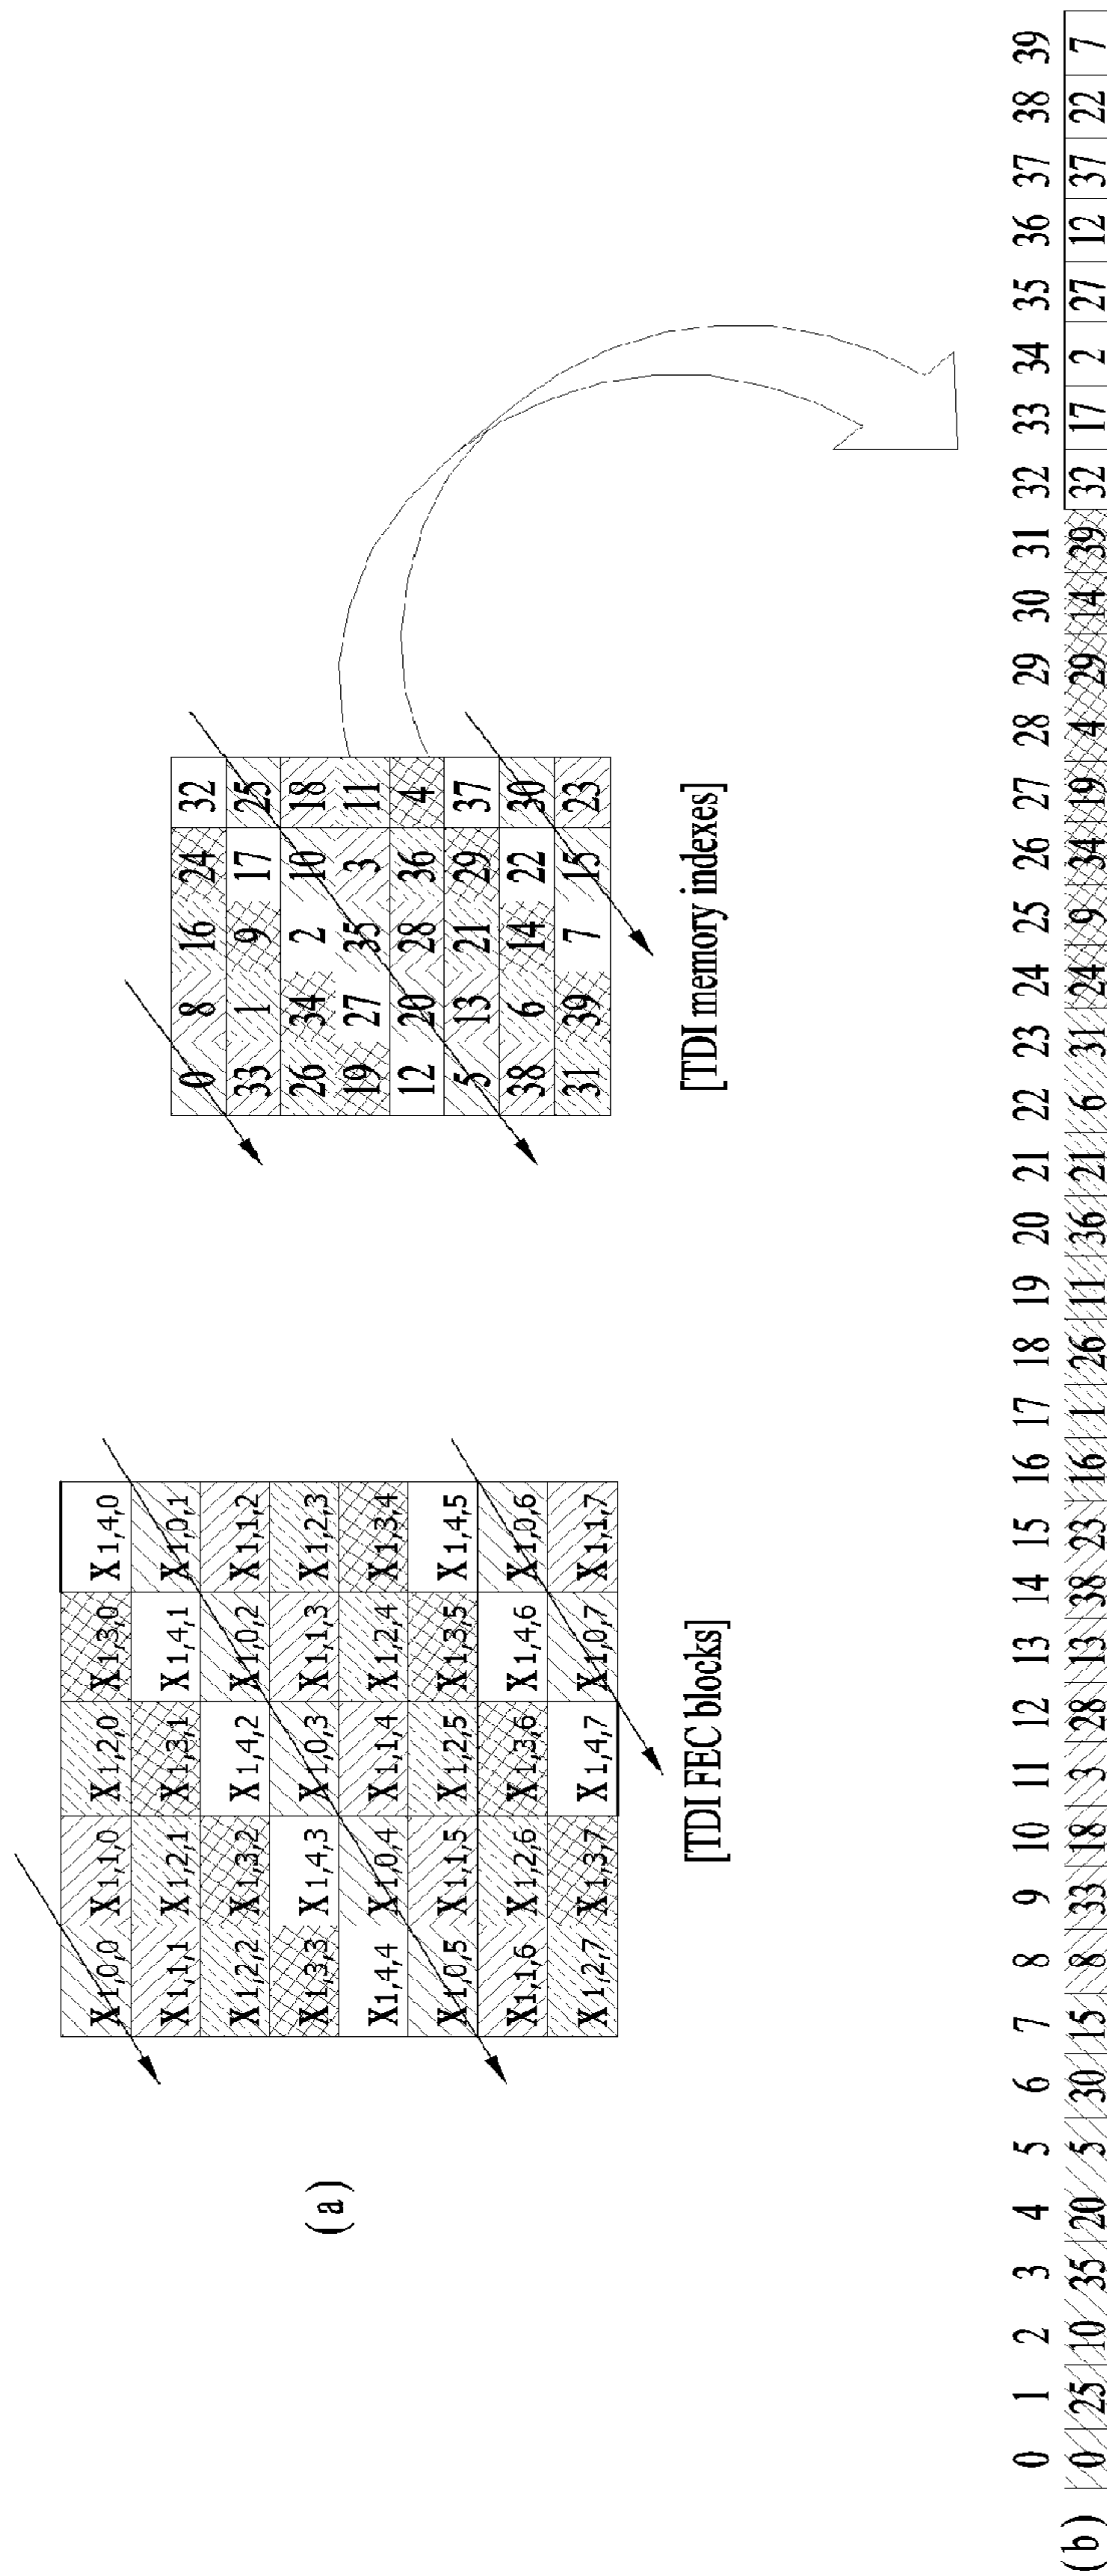 (a)
X1,0,0 X1,1,0 X1,2,0 X1,3,0 X1,4,0
X1,1,1 X1,2,1 X1,3,1 X1,4,1 X1,0,1
X1,2,2 X1,3,2 X1,4,2 X1,0,2 X1,1,2
X1,3,3 X1,4,3 X1,0,3 X1,1,3 X1,2,3
X1,4,4 X1,0,4 X1,1,4 X1,2,4 X1,3,4
X1,0,5 X1,1,5 X1,2,5 X1,3,5 X1,4,5
X1,1,6 X1,2,6 X1,3,6 X1,4,6 X1,0,6
X1,2,7 X1,3,7 X1,4,7 X1,0,7 X1,1,7
[TDI FEC blocks]
0 8 16 24 32
33 1 9 17 25
26 34 2 10 18
19 27 35 3 11
12 20 28 36 4
5 13 21 29 37
38 6 14 22 30
31 39 7 15 23
[TDI memory indexes]
0 1 2 3 4 5 6 7 8 9 10 11 12 13 14 15 16 17 18 19 20 21 22 23 24 25 26 27 28 29 30 31 32 33 34 35 36 37 38 39
(b) 0 25 10 35 20 5 30 15 8 33 18 3 28 13 38 23 16 1 26 11 36 21 6 31 24 9 34 19 4 29 14 39 32 17 2 27 12 37 22 7